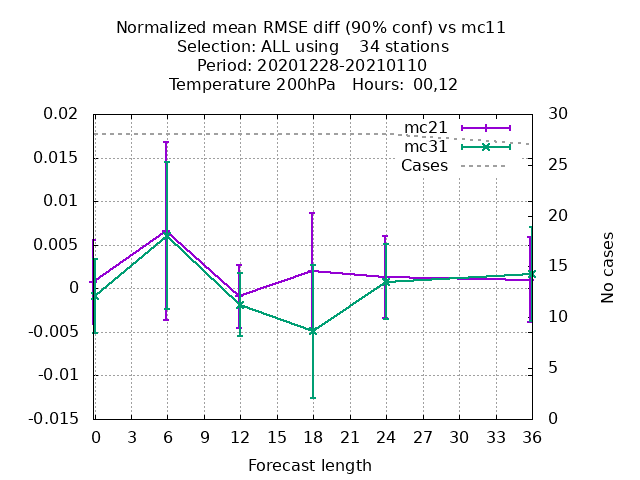 Normalized mean RMSE diff (90% conf) vs mc11
Selection: ALL using    34 stations
Period: 20201228-20210110
Temperature 200hPa   Hours:  00,12
0.02
0.015
0.01
0.005
0
-0.005
-0.01
-0.015
mc21
mc31
Cases
30
25
20
15
10
5
0
No cases
0 3 6 9 12 15 18 21 24 27 30 33 36
Forecast length